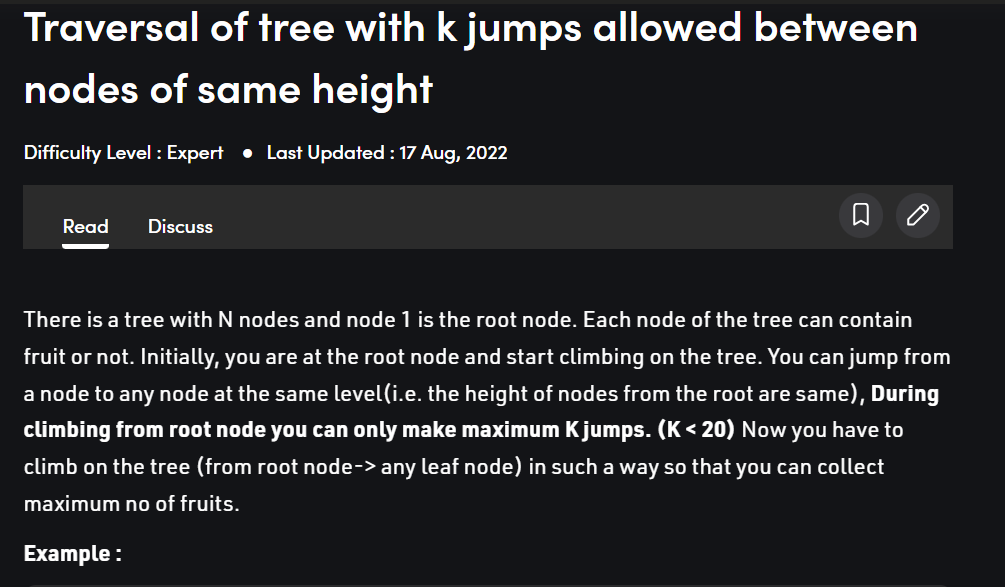 Traversal of tree with k jumps allowed between
nodes of same height
Difficulty Level : Expert ● Last Updated : 17 Aug, 2022
Read Discuss
There is a tree with N nodes and node 1 is the root node. Each node of the tree can contain
fruit or not. Initially, you are at the root node and start climbing on the tree. You can jump from
a node to any node at the same level(i.e. the height of nodes from the root are same), During
climbing from root node you can only make maximum K jumps. (K < 20) Now you have to
climb on the tree (from root node-> any leaf node) in such a way so that you can collect
maximum no of fruits.
Example :